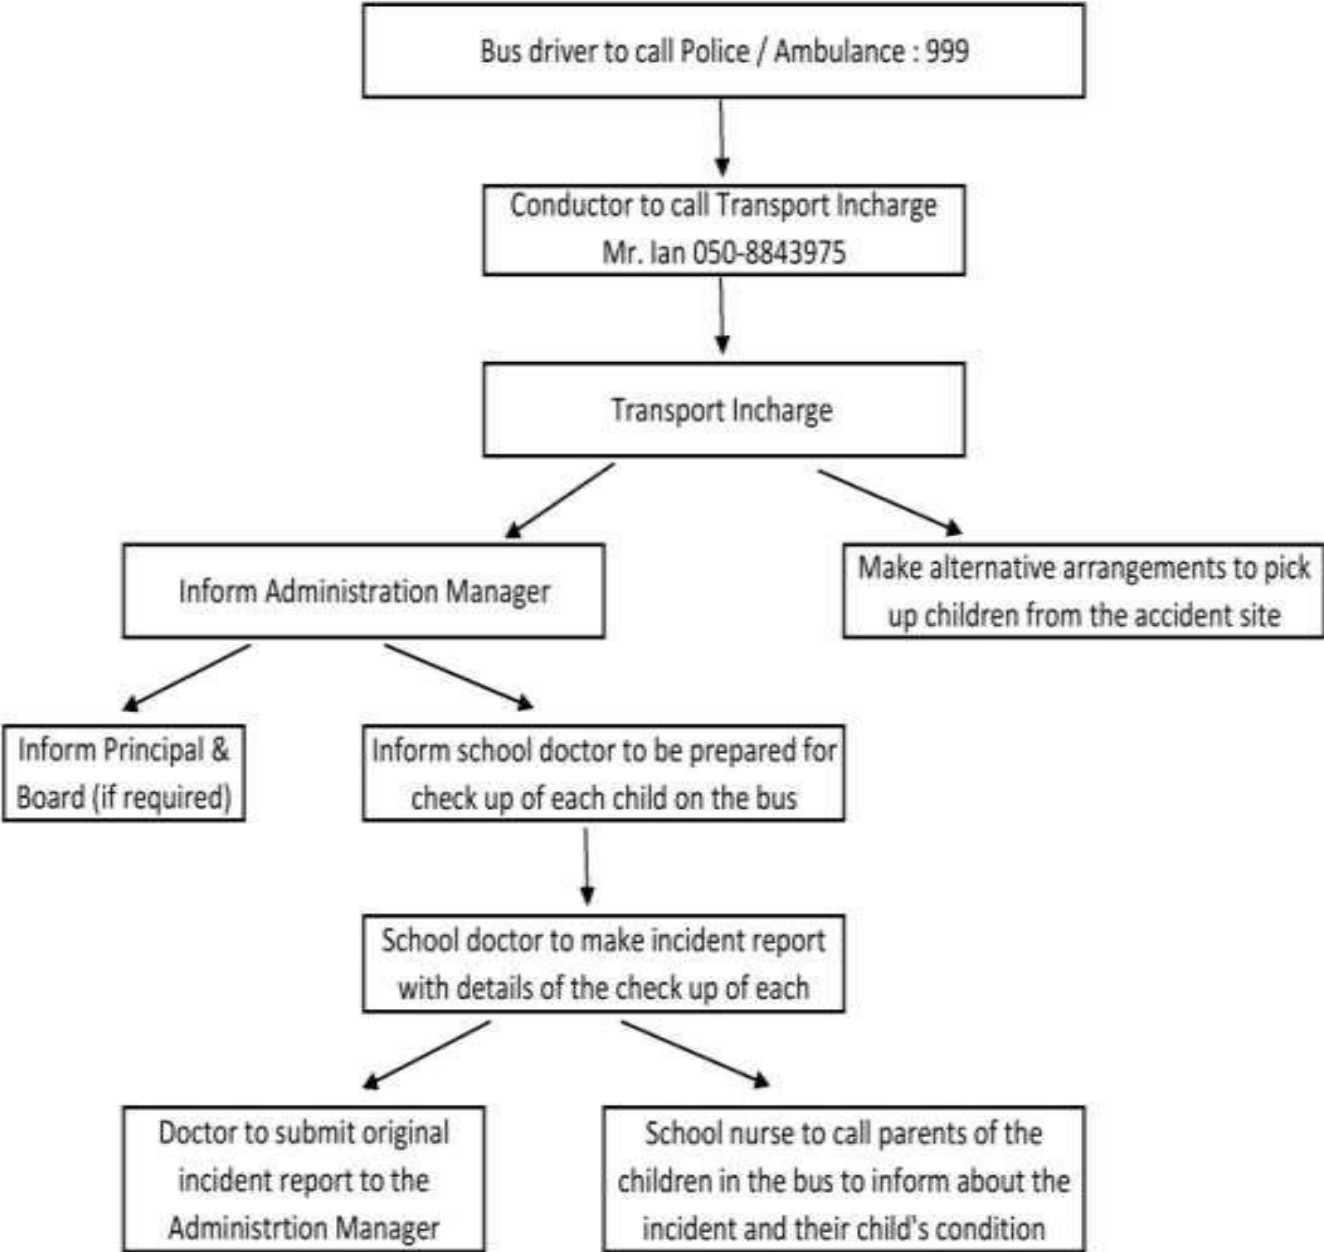 Bus driver to call Police / Ambulance : 999
Conductor to call Transport Incharge
Mr. Ian 050-8843975
Transport Incharge
Inform Administration Manager
Make alternative arrangements to pick
up children from the accident site
Inform Principal &
Board (if required)
Inform school doctor to be prepared for
check up of each child on the bus
School doctor to make incident report
with details of the check up of each
Doctor to submit original
incident report to the
Administrtion Manager
School nurse to call parents of the
children in the bus to inform about the
incident and their child's condition